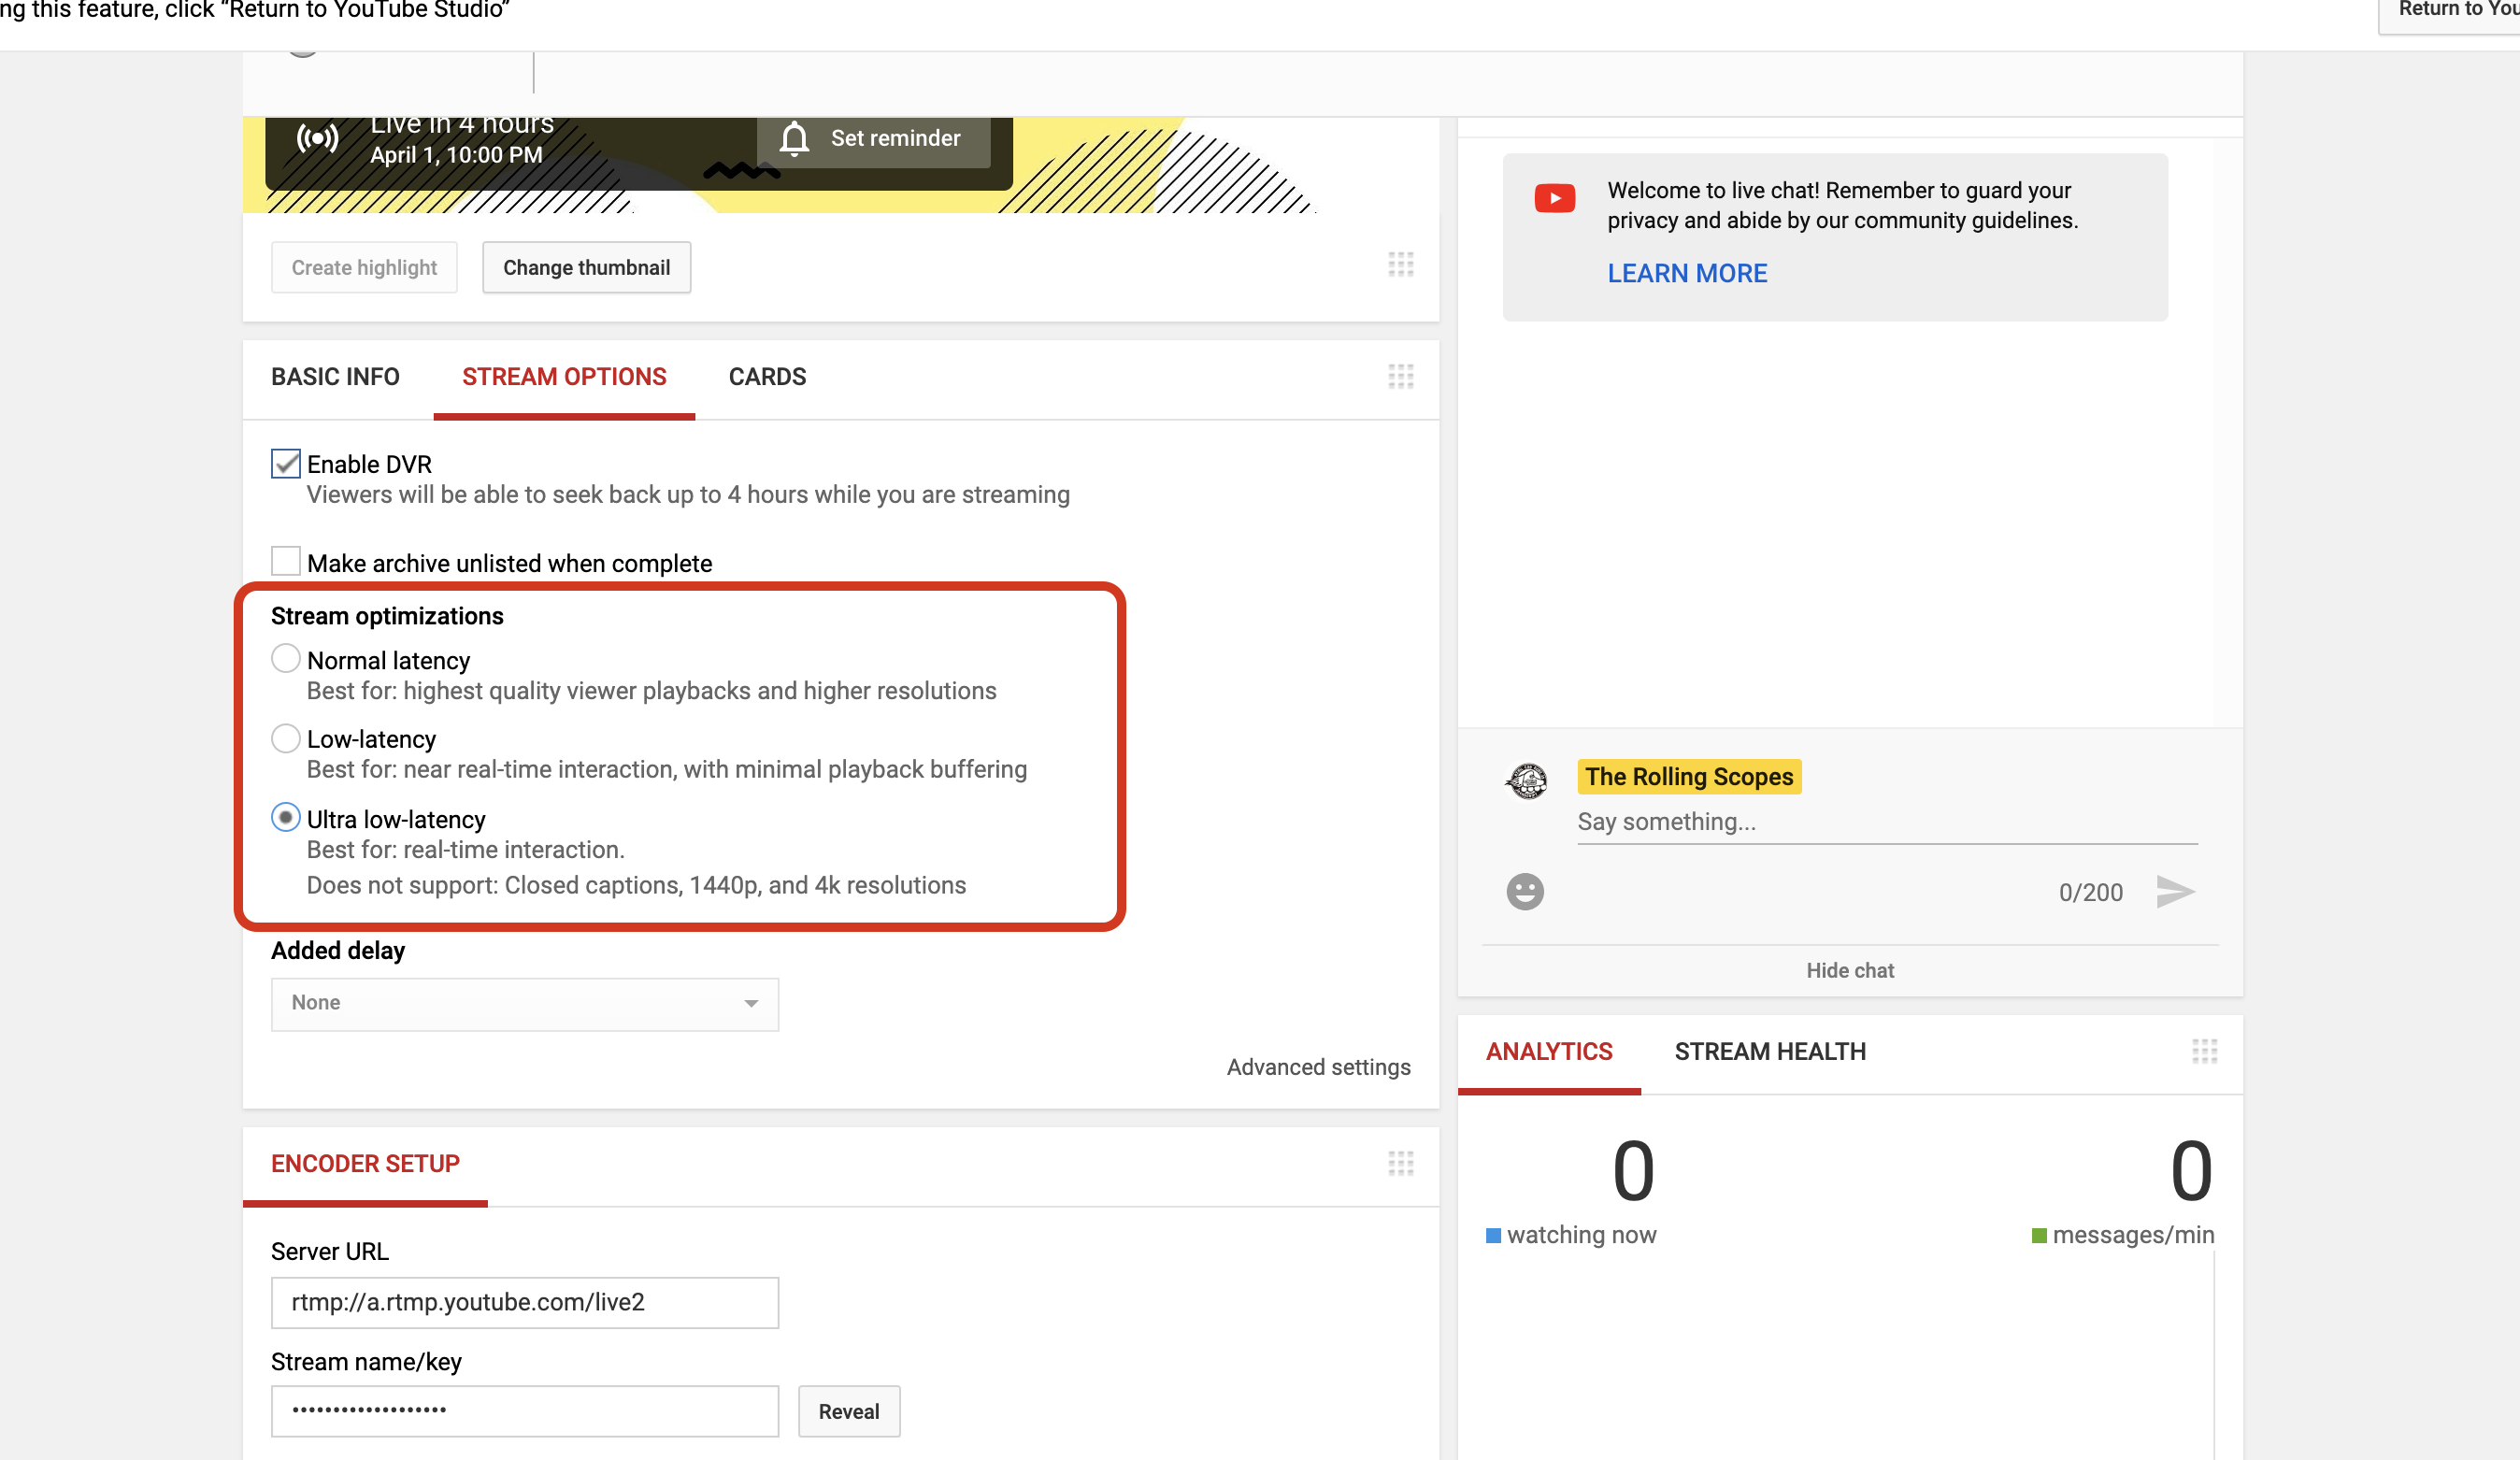 ng this feature, click “Return to YouTube Studio”
Return to You
Live in 4 hours
April 1, 10:00 PM
Set reminder
Create highlight
Change thumbnail
BASIC INFO
STREAM OPTIONS
CARDS
Enable DVR
Viewers will be able to seek back up to 4 hours while you are streaming
Make archive unlisted when complete
Stream optimizations
Normal latency
Best for: highest quality viewer playbacks and higher resolutions
Low-latency
Best for: near real-time interaction, with minimal playback buffering
Ultra low-latency
Best for: real-time interaction.
Does not support: Closed captions, 1440p, and 4k resolutions
Added delay
None
Advanced settings
ENCODER SETUP
Server URL
rtmp://a.rtmp.youtube.com/live2
Stream name/key
•••••••••••••••••••
Reveal
Welcome to live chat! Remember to guard your
privacy and abide by our community guidelines.
LEARN MORE
The Rolling Scopes
Say something...
0/200
Hide chat
ANALYTICS
STREAM HEALTH
0
watching now
0
messages/min